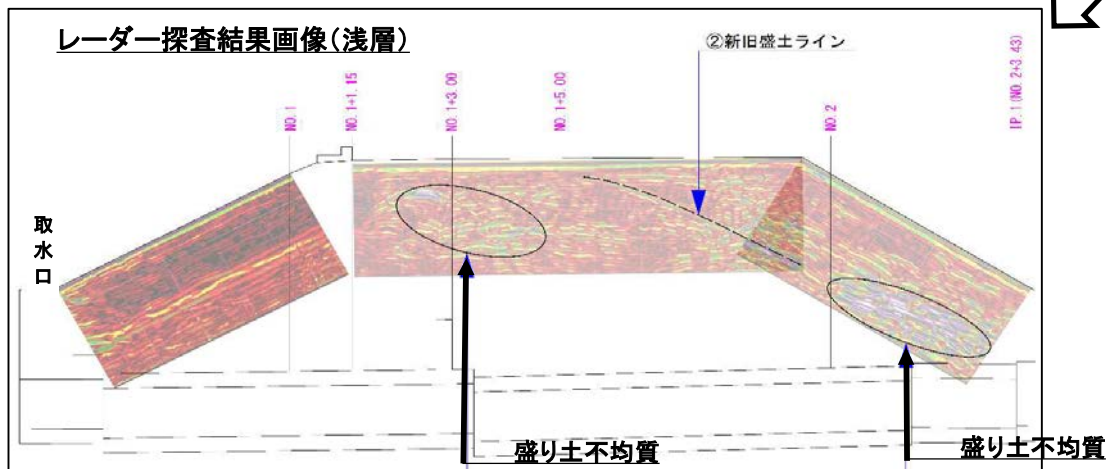 レーダー探査結果画像(浅層)
②新旧盛土ライン
NO.1
NO.1+1.15
NO.1+3.00
NO.1+5.00
NO.2
IP.1(NO.2+3.43)
取水口
盛り土不均質
盛り土不均質